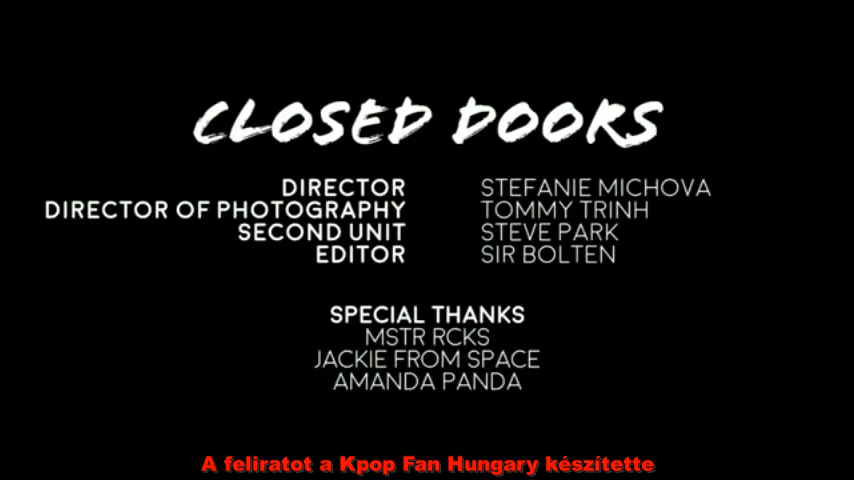 CLOSED DOORS
DIRECTOR STEFANIE MICHOVA
DIRECTOR OF PHOTOGRAPHY TOMMY TRINH
SECOND UNIT STEVE PARK
EDITOR SIR BOLTEN
SPECIAL THANKS
MSTR RCKS
JACKIE FROM SPACE
AMANDA PANDA
A feliratot a Kpop Fan Hungary készítette